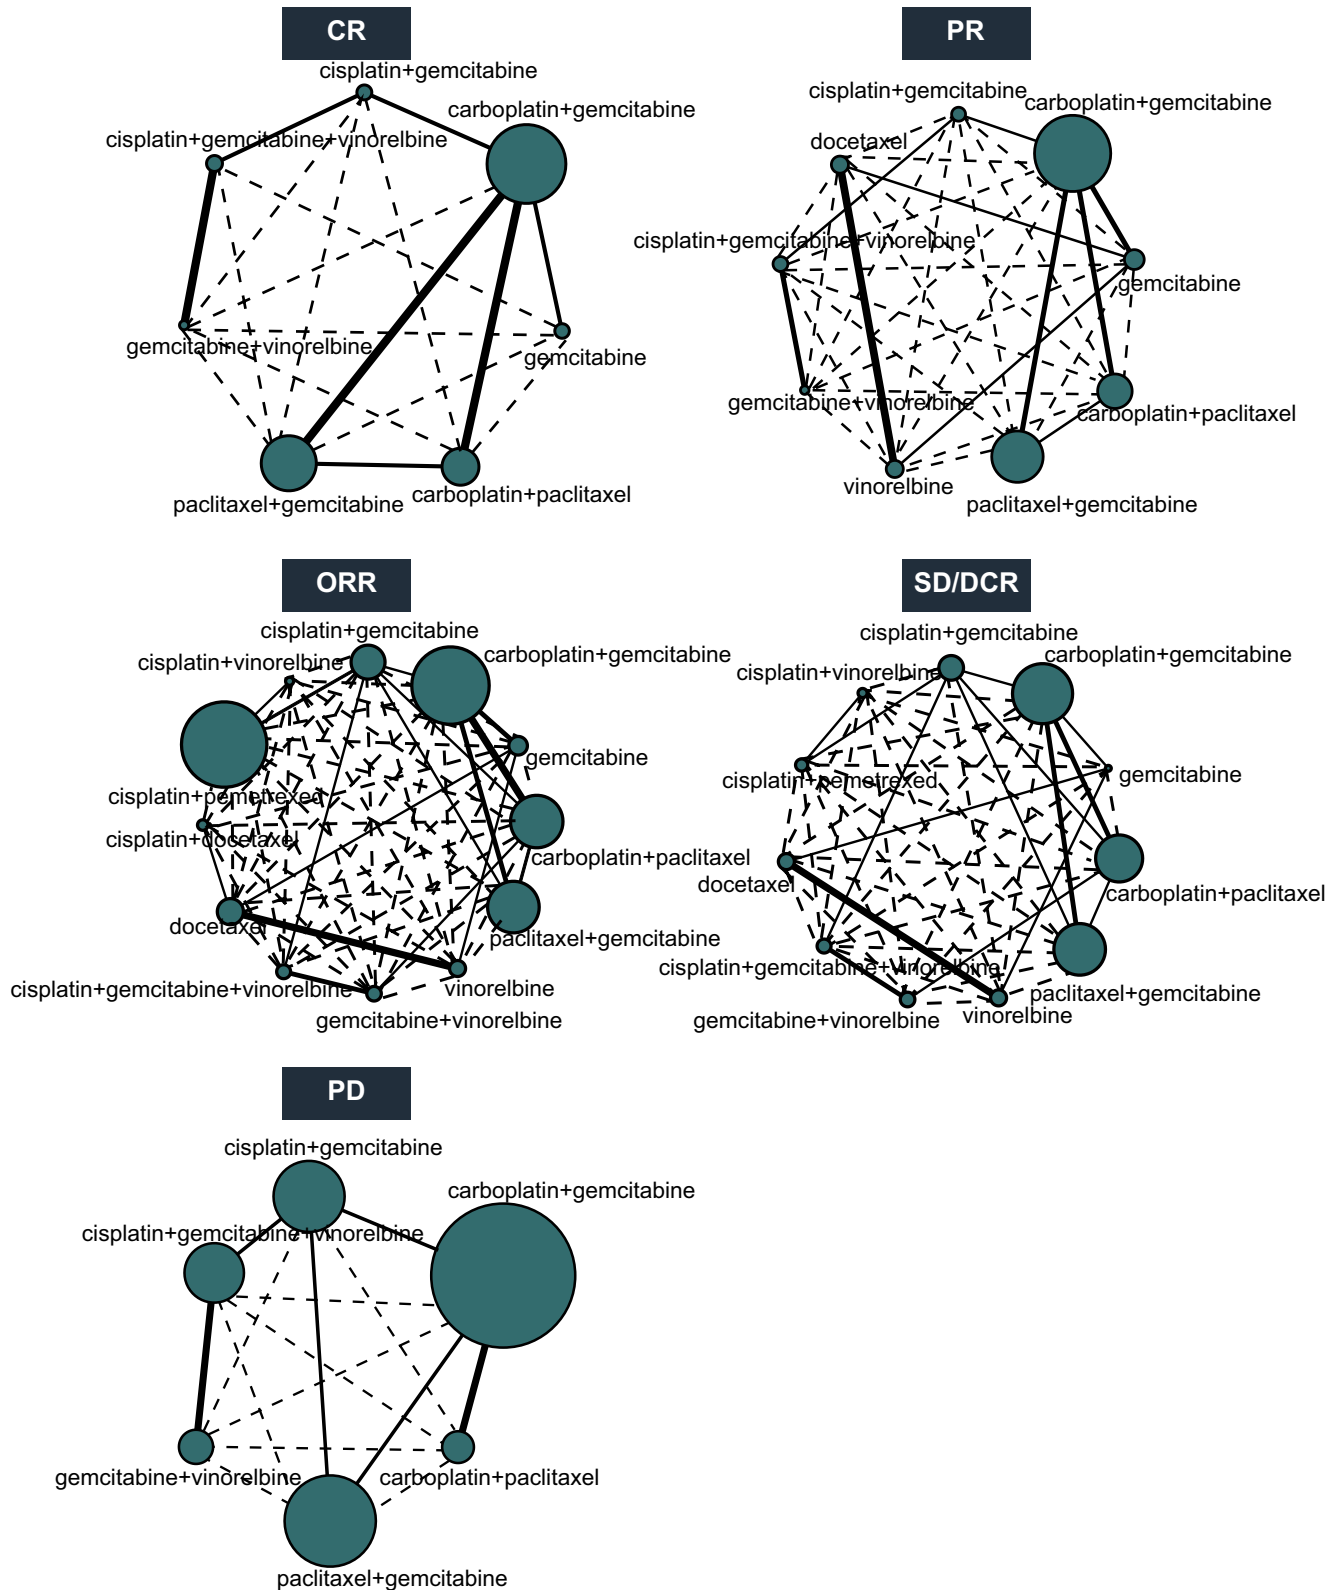 CR
cisplatin+gemcitabine
carboplatin+gemcitabine
cisplatin+gemcitabine+vinorelbine
gemcitabine+vinorelbine
gemcitabine
paclitaxel+gemcitabine
carboplatin+paclitaxel
PR
cisplatin+gemcitabine
carboplatin+gemcitabine
docetaxel
cisplatin+gemcitabine+vinorelbine
gemcitabine
gemcitabine+vinorelbine
carboplatin+paclitaxel
vinorelbine
paclitaxel+gemcitabine
ORR
cisplatin+gemcitabine
cisplatin+vinorelbine
carboplatin+gemcitabine
gemcitabine
cisplatin+pemetrexed
cisplatin+docetaxel
carboplatin+paclitaxel
docetaxel
paclitaxel+gemcitabine
cisplatin+gemcitabine+vinorelbine
vinorelbine
gemcitabine+vinorelbine
SD/DCR
cisplatin+gemcitabine
carboplatin+gemcitabine
cisplatin+vinorelbine
gemcitabine
cisplatin+pemetrexed
docetaxel
carboplatin+paclitaxel
cisplatin+gemcitabine+vinorelbine
paclitaxel+gemcitabine
gemcitabine+vinorelbine
vinorelbine
PD
cisplatin+gemcitabine
carboplatin+gemcitabine
cisplatin+gemcitabine+vinorelbine
gemcitabine+vinorelbine
carboplatin+paclitaxel
paclitaxel+gemcitabine